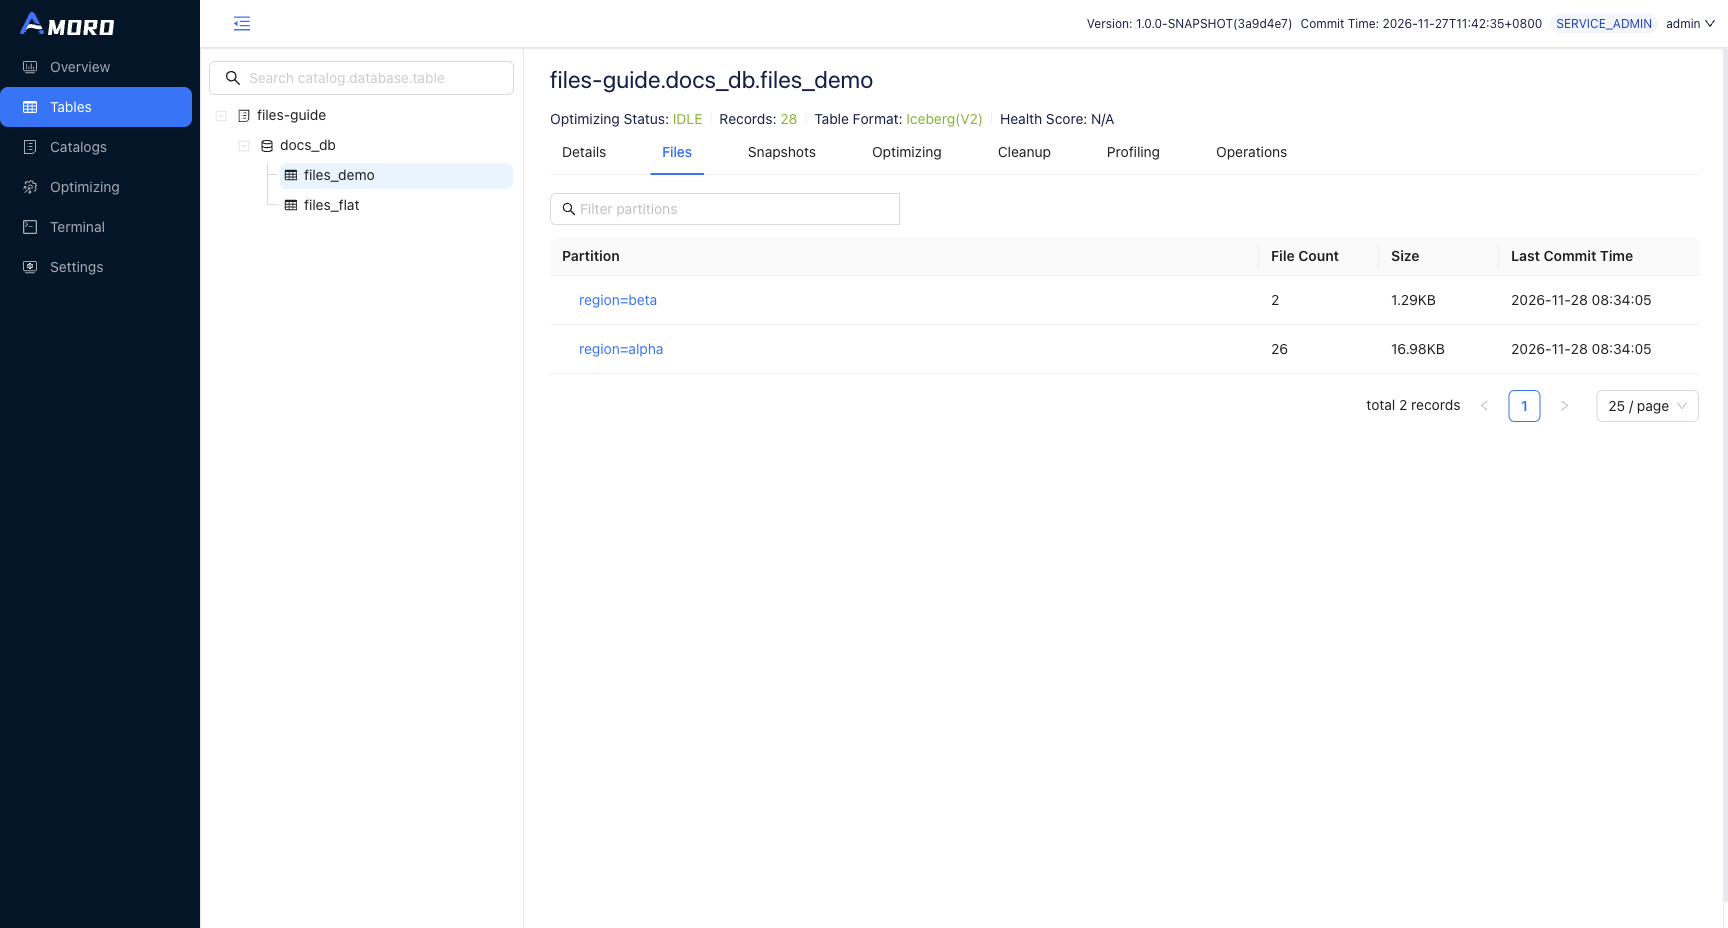 AMORO
Version: 1.0.0-SNAPSHOT(3a9d4e7) Commit Time: 2026-11-27T11:42:35+0800 SERVICE_ADMIN admin
Overview
Tables
Catalogs
Optimizing
Terminal
Settings
Search catalog.database.table
files-guide
docs_db
files_demo
files_flat
files-guide.docs_db.files_demo
Optimizing Status: IDLE Records: 28 Table Format: Iceberg(V2) Health Score: N/A
Details Files Snapshots Optimizing Cleanup Profiling Operations
Filter partitions
Partition File Count Size Last Commit Time
region=beta 2 1.29KB 2026-11-28 08:34:05
region=alpha 26 16.98KB 2026-11-28 08:34:05
total 2 records < 1 > 25 / page